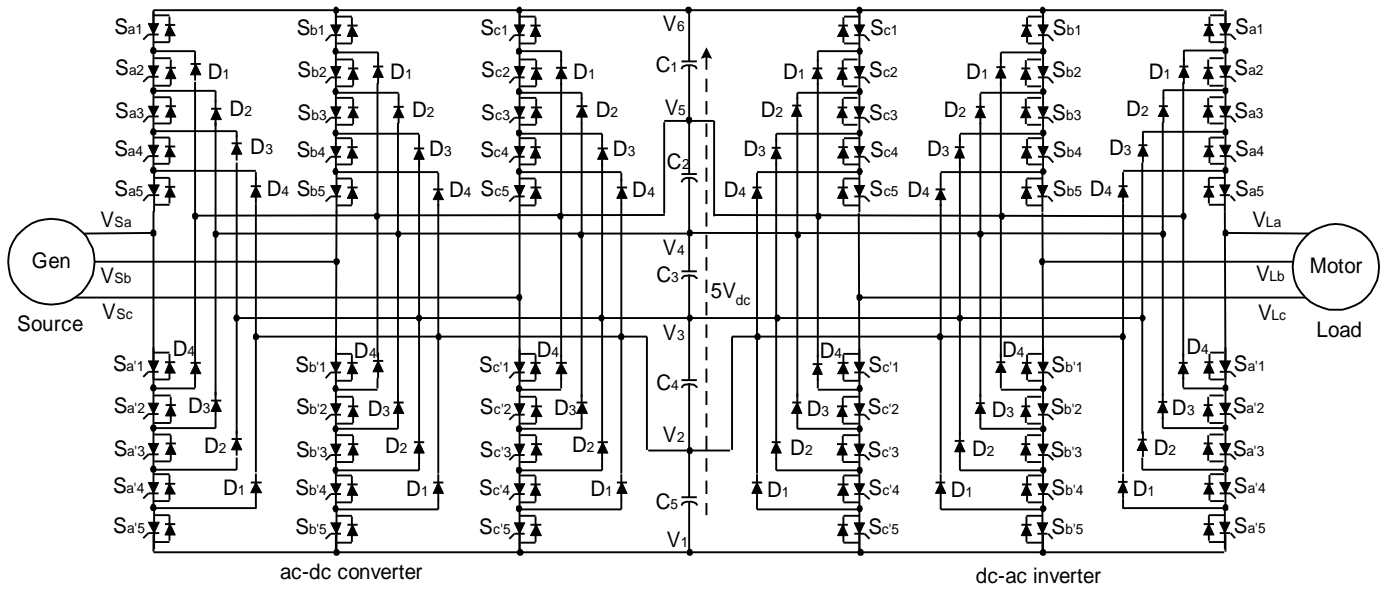 Sa1 Sb1 Sc1 V6 Sc1 Sb1 Sa1
Sa2 D1 Sb2 D1 Sc2 D1 C1 D1 Sc2 D1 Sb2 D1 Sa2
Sa3 D2 Sb3 D2 Sc3 D2 V5 D2 Sc3 D2 Sb3 D2 Sa3
Sa4 D3 Sb4 D3 Sc4 D3 C2 D3 Sc4 D3 Sb4 D3 Sa4
Sa5 D4 Sb5 D4 Sc5 D4 D4 Sc5 D4 Sb5 D4 Sa5
VSa V4 VLa
Gen VSb C3 VLb Motor
Source VSc 5Vdc VLc Load
V3
Sa'1 D4 Sb'1 D4 Sc'1 D4 C4 D4 Sc'1 D4 Sb'1 D4 Sa'1
Sa'2 D3 Sb'2 D3 Sc'2 D3 D3 Sc'2 D3 Sb'2 D3 Sa'2
Sa'3 D2 Sb'3 D2 Sc'3 D2 V2 D2 Sc'3 D2 Sb'3 D2 Sa'3
Sa'4 D1 Sb'4 D1 Sc'4 D1 C5 D1 Sc'4 D1 Sb'4 D1 Sa'4
Sa'5 Sb'5 Sc'5 V1 Sc'5 Sb'5 Sa'5
ac-dc converter dc-ac inverter